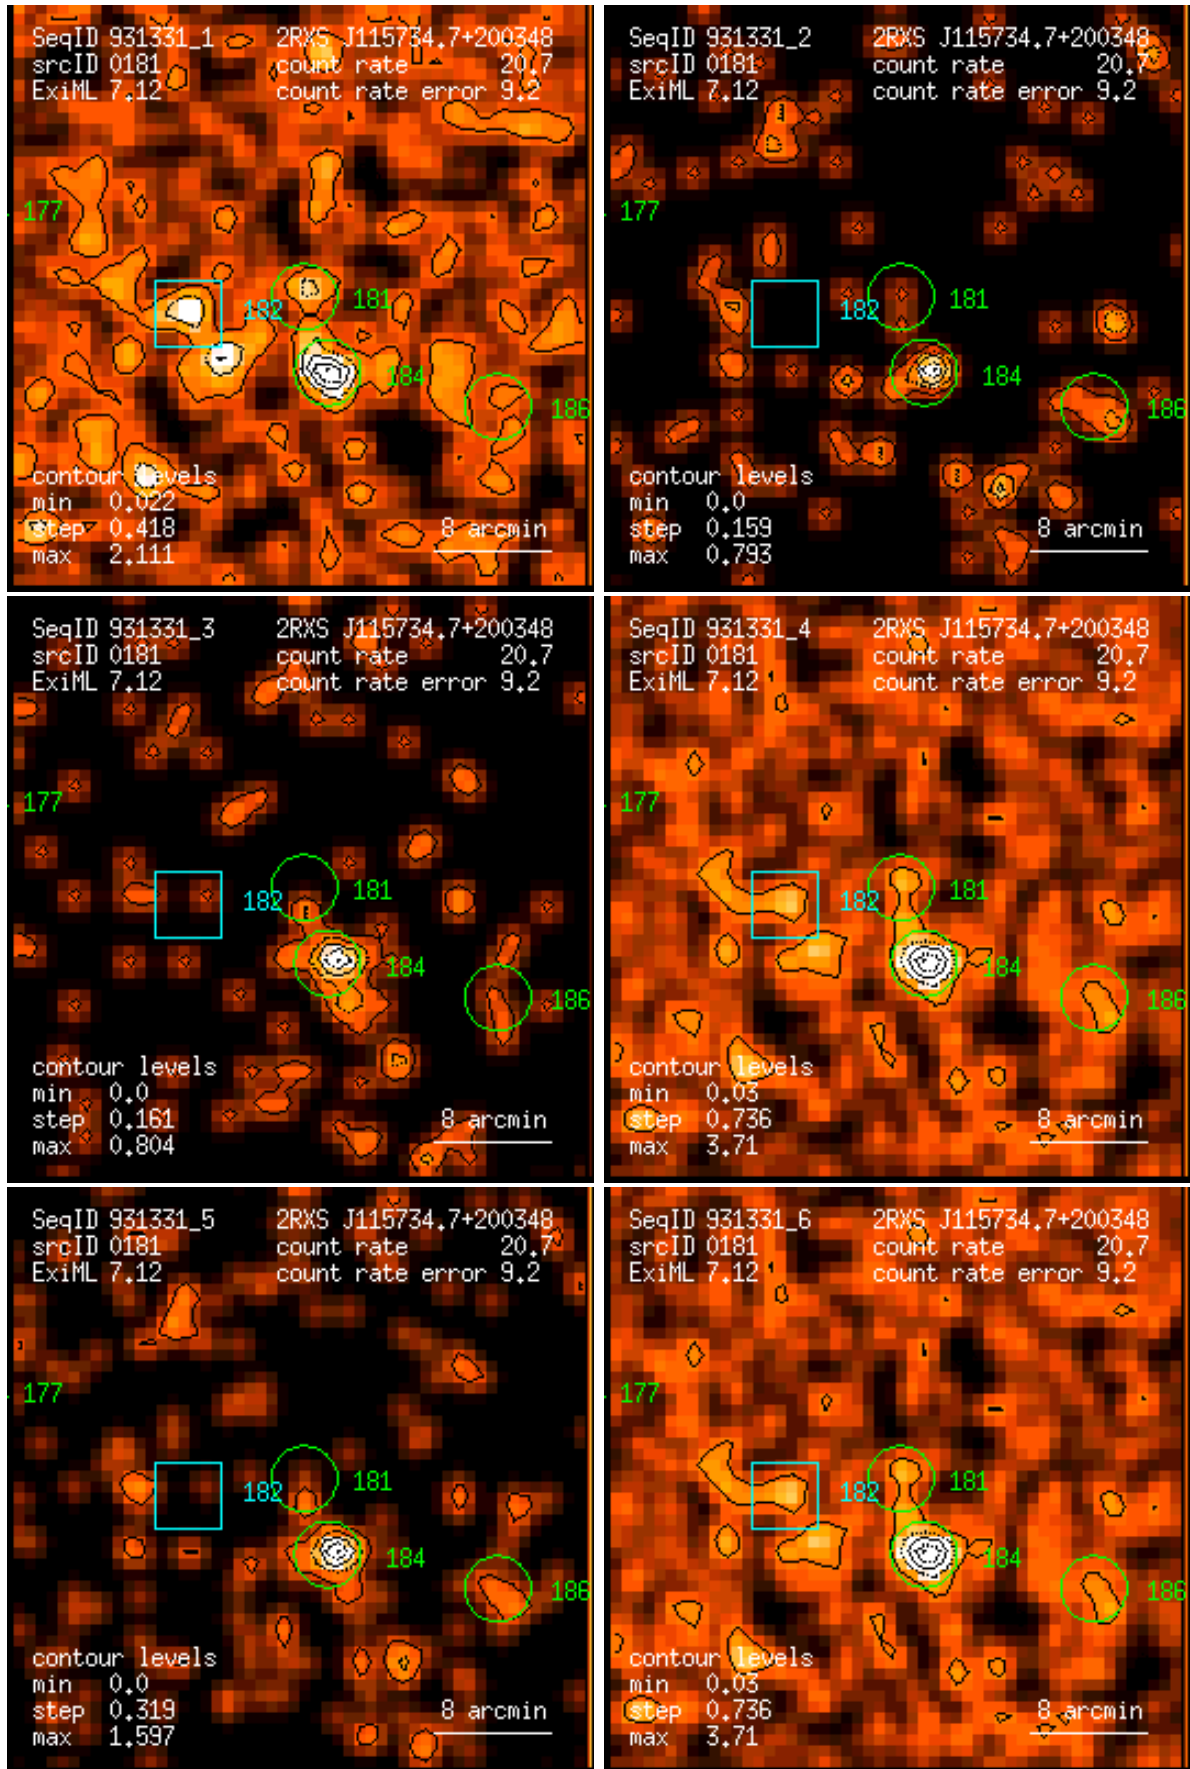 SeqID 931331_1 2RXS J115734.7+200348
srcID 0181 count rate 20.7
ExiML 7.12 count rate error 9.2
177
182 181
184
186
contour levels
min 0.022
step 0.418 8 arcmin
max 2.111
SeqID 931331_2 2RXS J115734.7+200348
srcID 0181 count rate 20.7
ExiML 7.12 count rate error 9.2
177
182 181
184
186
contour levels
min 0.0
step 0.159 8 arcmin
max 0.793
SeqID 931331_3 2RXS J115734.7+200348
srcID 0181 count rate 20.7
ExiML 7.12 count rate error 9.2
177
182 181
184
186
contour levels
min 0.0
step 0.161 8 arcmin
max 0.804
SeqID 931331_4 2RXS J115734.7+200348
srcID 0181 count rate 20.7
ExiML 7.12 count rate error 9.2
177
182 181
184
186
contour levels
min 0.03
step 0.736 8 arcmin
max 3.71
SeqID 931331_5 2RXS J115734.7+200348
srcID 0181 count rate 20.7
ExiML 7.12 count rate error 9.2
177
182 181
184
186
contour levels
min 0.0
step 0.319 8 arcmin
max 1.597
SeqID 931331_6 2RXS J115734.7+200348
srcID 0181 count rate 20.7
ExiML 7.12 count rate error 9.2
177
182 181
184
186
contour levels
min 0.03
step 0.736 8 arcmin
max 3.71